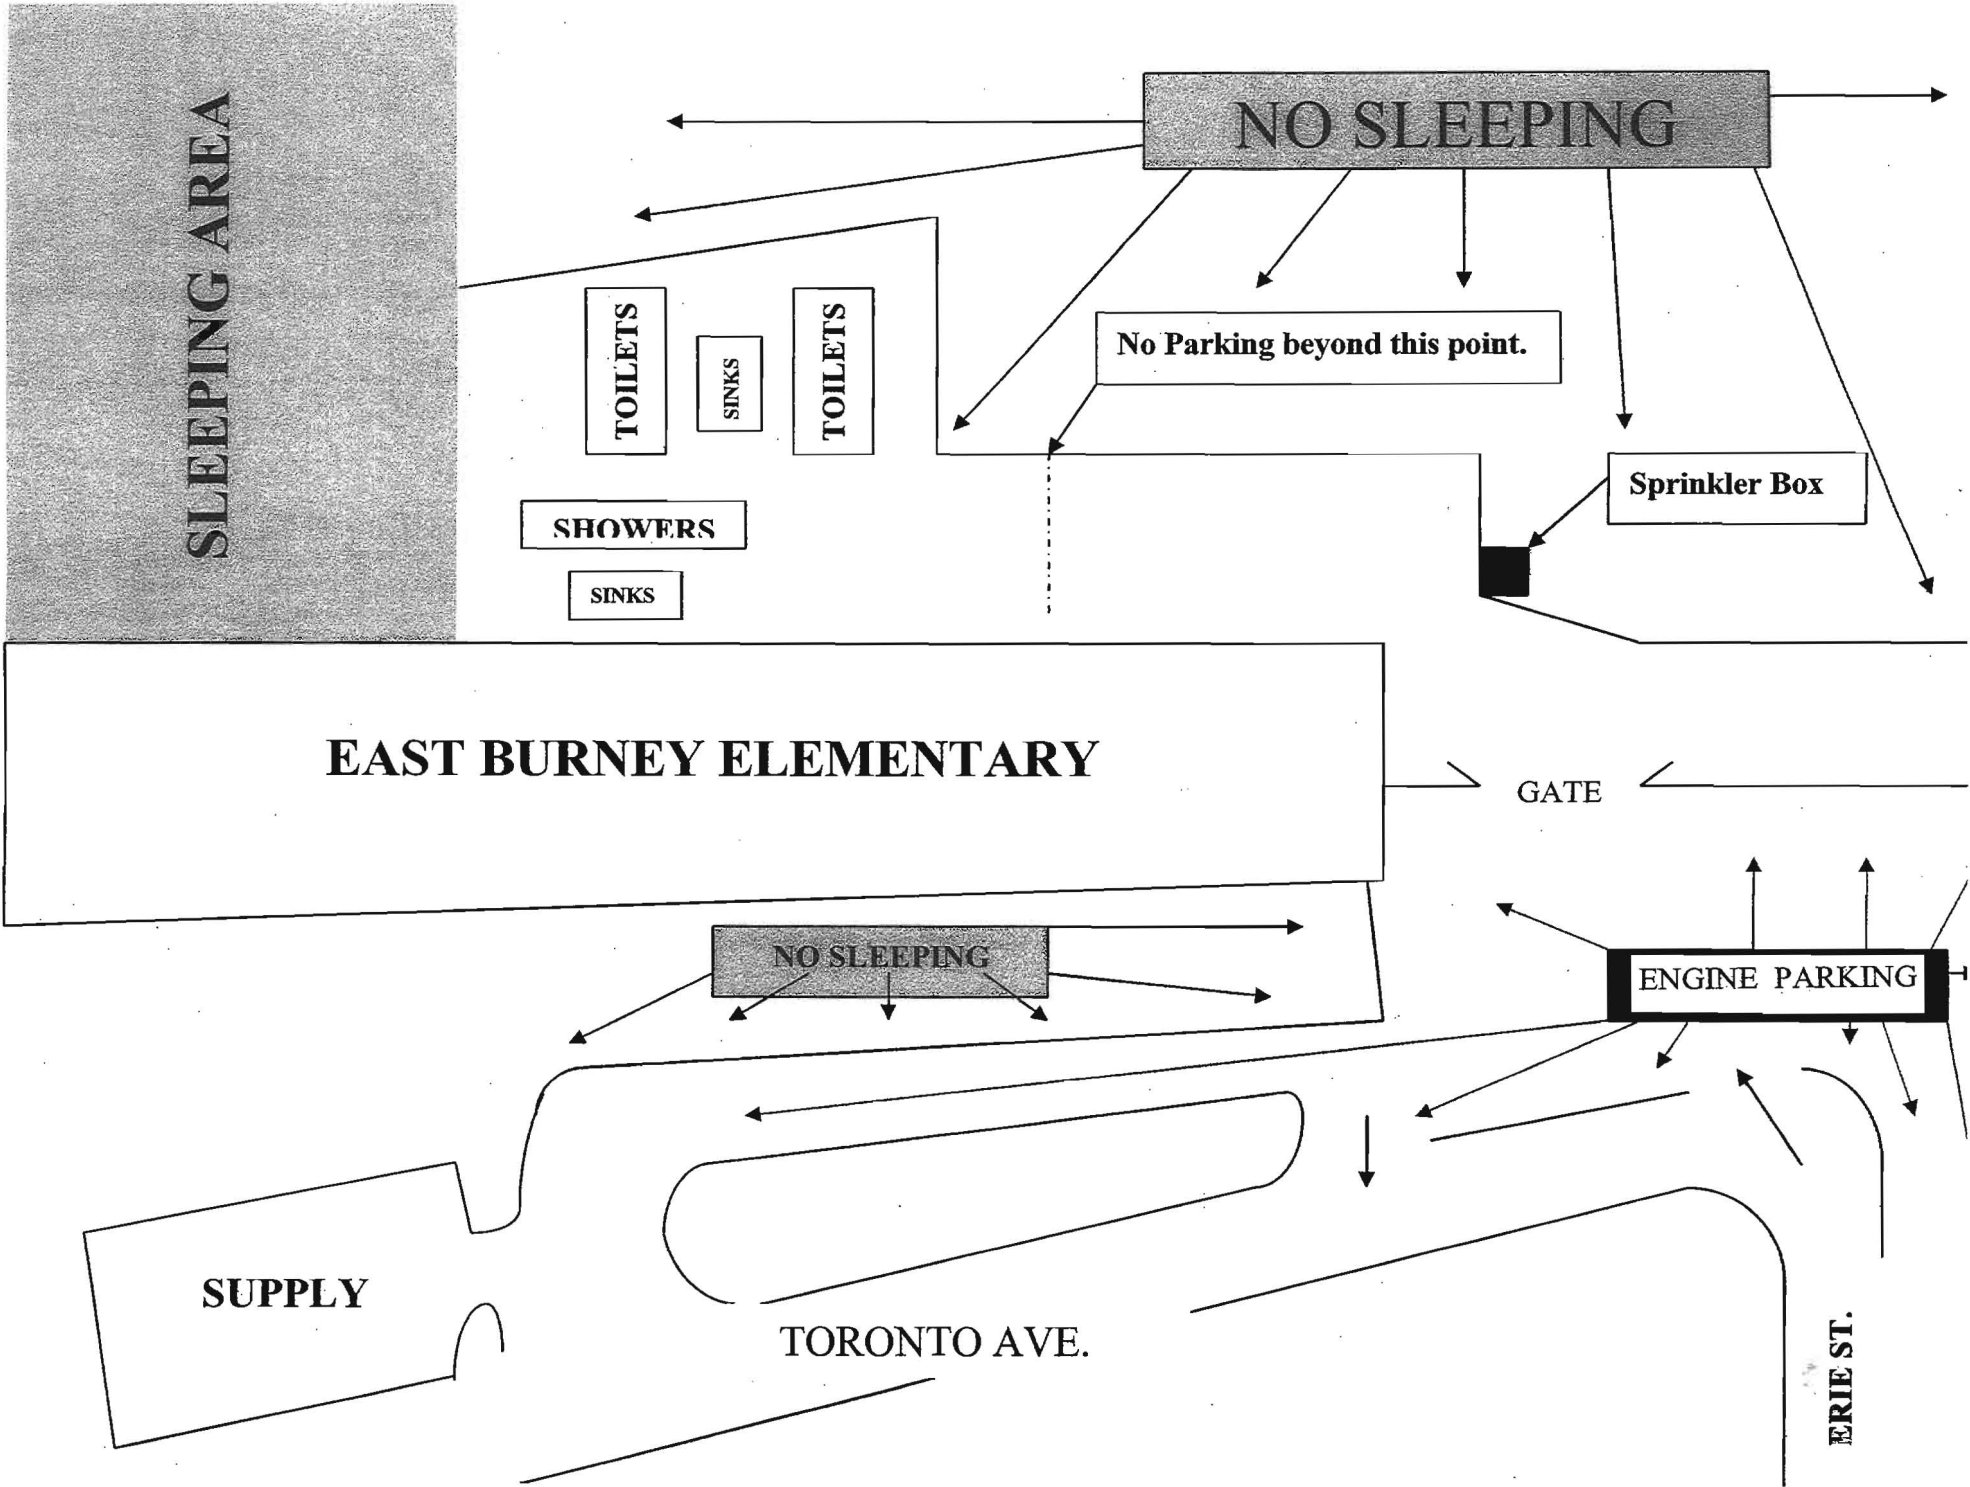 SLEEPING AREA
NO SLEEPING
TOILETS
SINKS
TOILETS
No Parking beyond this point.
Sprinkler Box
SHOWERS
SINKS
EAST BURNEY ELEMENTARY
GATE
NO SLEEPING
ENGINE PARKING
SUPPLY
TORONTO AVE.
ERIE ST.